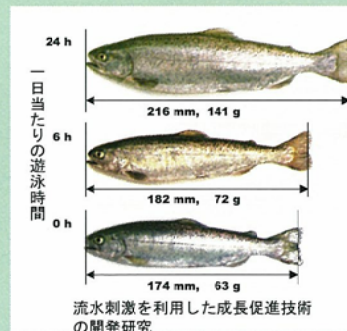 一日当たりの遊泳時間
24 h
216 mm, 141 g
6 h
182 mm, 72 g
0 h
174 mm, 63 g
流水刺激を利用した成長促進技術
の開発研究